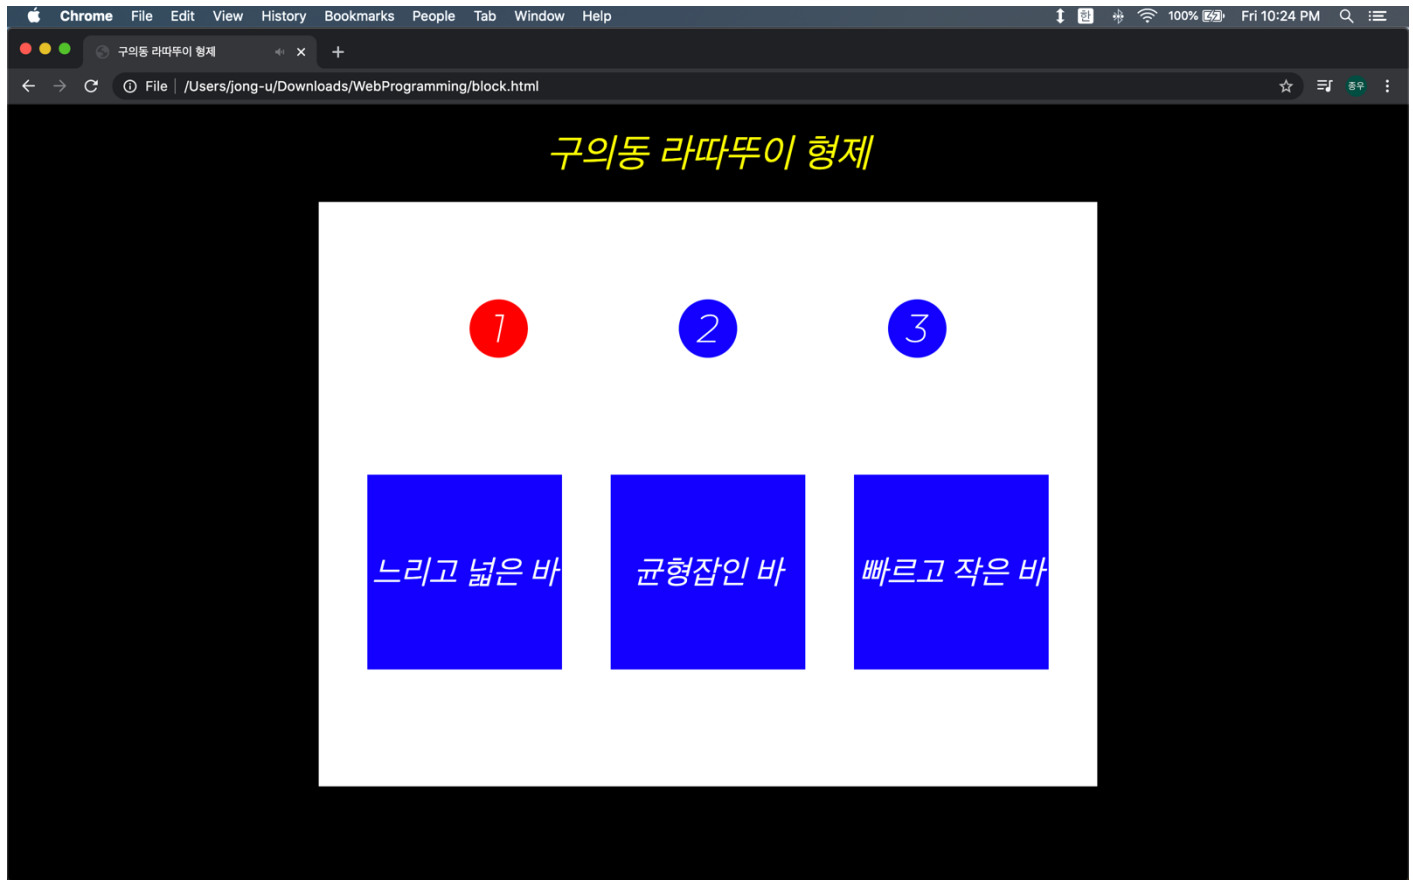 Chrome File Edit View History Bookmarks People Tab Window Help 한 100% Fri 10:24 PM
구의동 라따뚜이 형제
File /Users/jong-u/Downloads/WebProgramming/block.html 종우
구의동 라따뚜이 형제
1 2 3
느리고 넓은 바 균형잡인 바 빠르고 작은 바